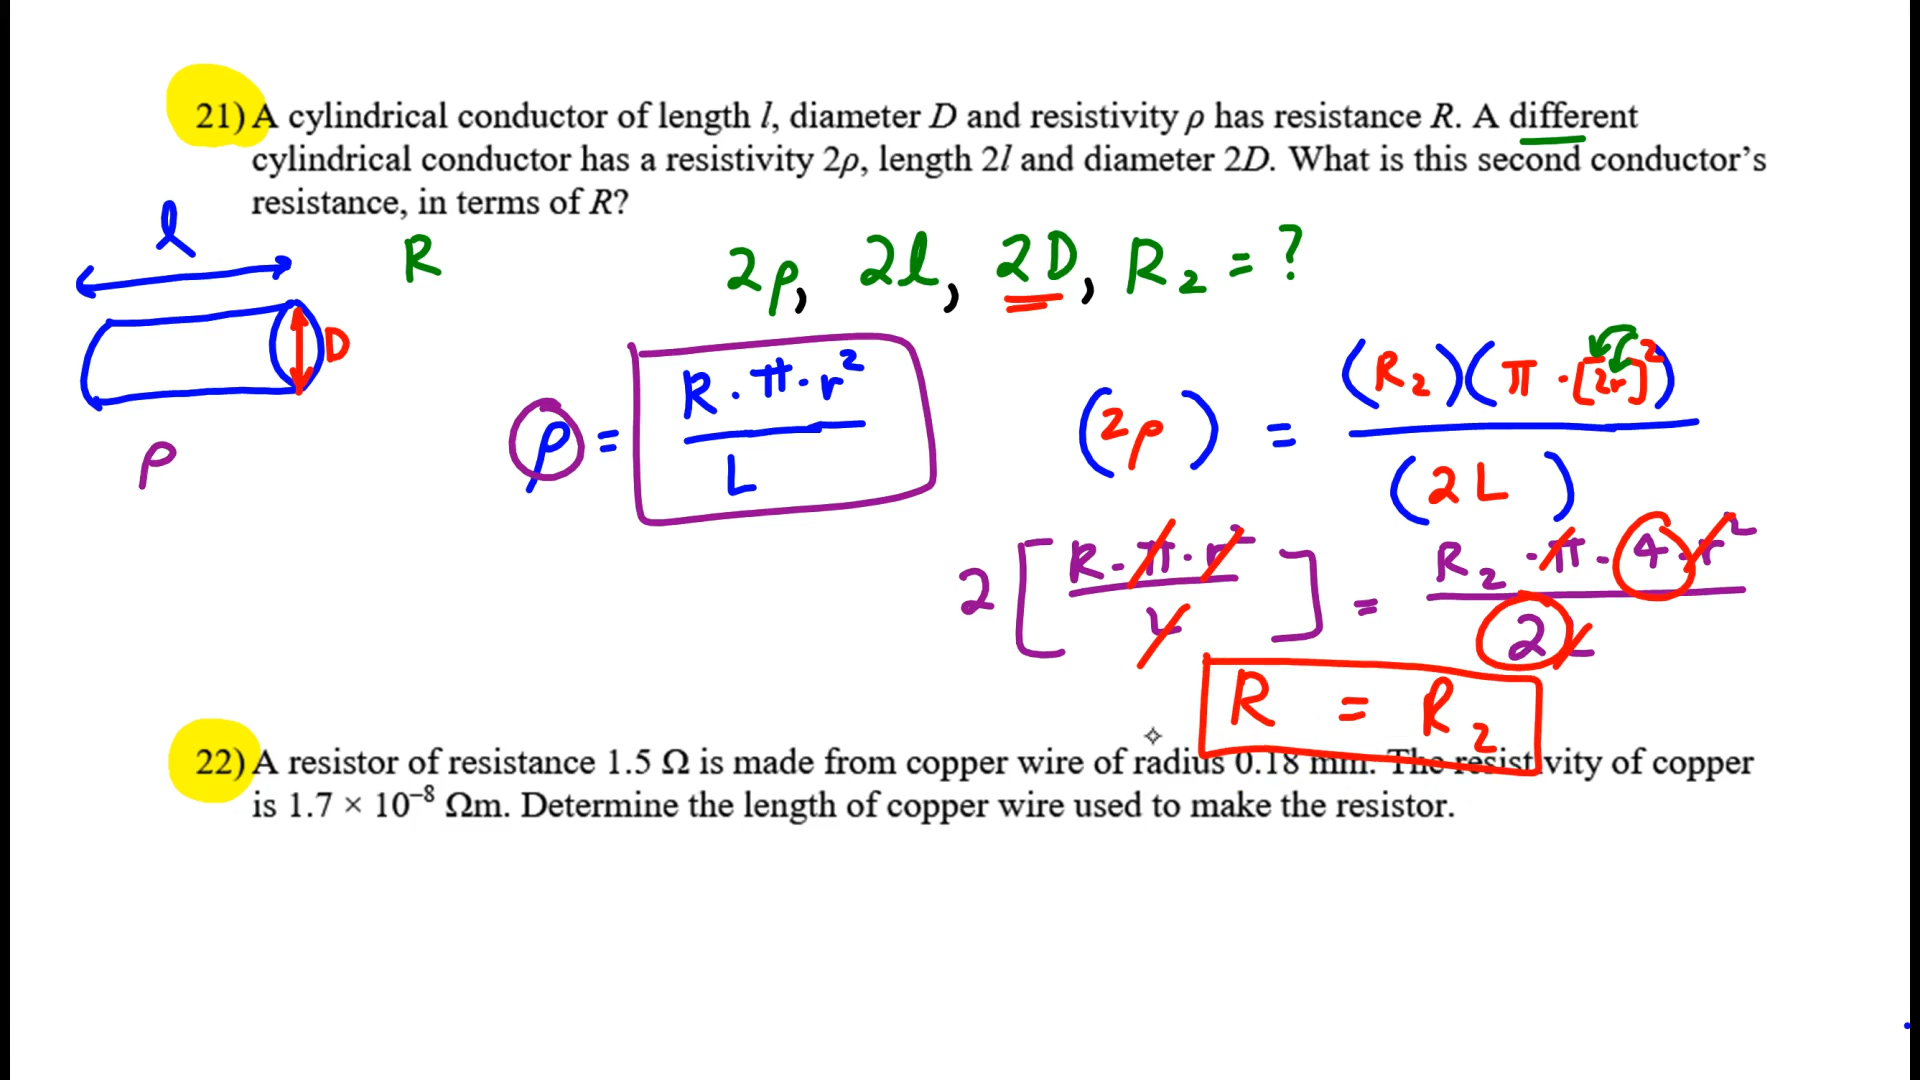 21) A cylindrical conductor of length l, diameter D and resistivity ρ has resistance R. A different
cylindrical conductor has a resistivity 2ρ, length 2l and diameter 2D. What is this second conductor's
resistance, in terms of R?
l
R
2ρ, 2l, 2D, R₂ = ?
D
ρ
ρ = R · π · r² / L
(2ρ) = (R₂)(π · [2r]²) / (2L)
2 [R · π · r² / L] = R₂ · π · 4 · r² / 2L
R = R₂
22) A resistor of resistance 1.5 Ω is made from copper wire of radius 0.18 mm. The resistivity of copper
is 1.7 × 10⁻⁸ Ωm. Determine the length of copper wire used to make the resistor.